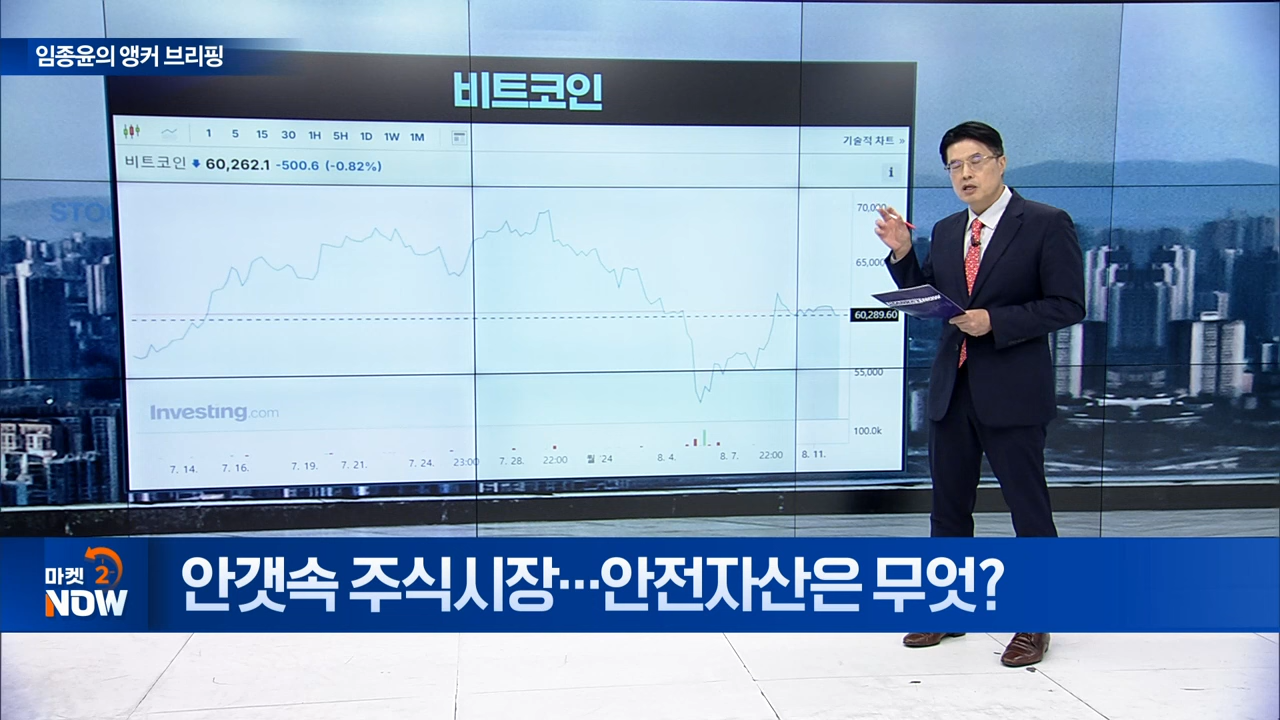 임종윤의 앵커 브리핑
비트코인
1 5 15 30 1H 5H 1D 1W 1M
기술적 차트 »
비트코인 60,262.1 -500.6 (-0.82%)
i
STO
70,000
65,000
60,289.60
55,000
Investing.com
100.0k
7. 14. 7. 16. 7. 19. 7. 21. 7. 24. 23:00 7. 28. 22:00 월 '24 8. 4. 8. 7. 22:00 8. 11.
마켓 2
NOW
안갯속 주식시장…안전자산은 무엇?